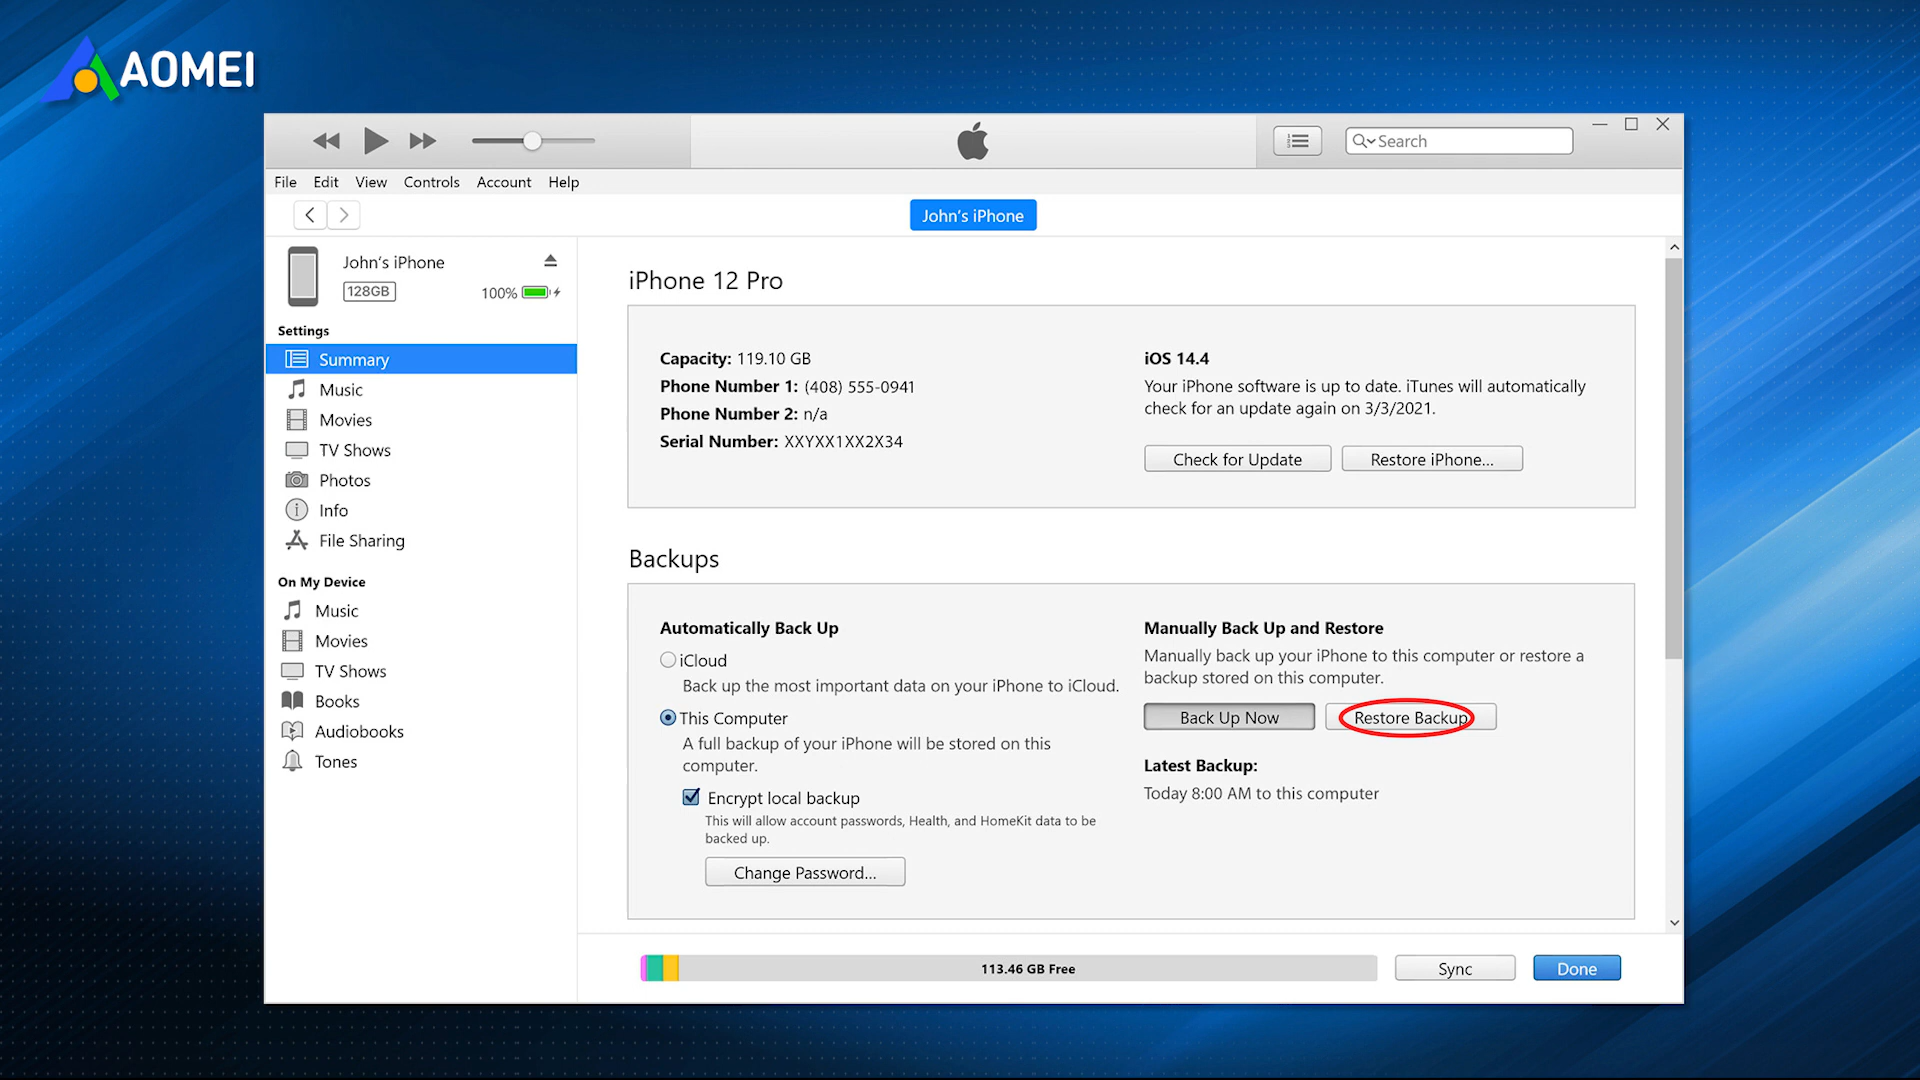 AOMEI
Search
File Edit View Controls Account Help
John's iPhone
John's iPhone
128GB
100%
Settings
Summary
Music
Movies
TV Shows
Photos
Info
File Sharing
On My Device
Music
Movies
TV Shows
Books
Audiobooks
Tones
iPhone 12 Pro
Capacity: 119.10 GB
Phone Number 1: (408) 555-0941
Phone Number 2: n/a
Serial Number: XXYXX1XX2X34
iOS 14.4
Your iPhone software is up to date. iTunes will automatically
check for an update again on 3/3/2021.
Check for Update
Restore iPhone...
Backups
Automatically Back Up
iCloud
Back up the most important data on your iPhone to iCloud.
This Computer
A full backup of your iPhone will be stored on this
computer.
Encrypt local backup
This will allow account passwords, Health, and HomeKit data to be
backed up.
Change Password...
Manually Back Up and Restore
Manually back up your iPhone to this computer or restore a
backup stored on this computer.
Back Up Now
Restore Backup
Latest Backup:
Today 8:00 AM to this computer
113.46 GB Free
Sync
Done